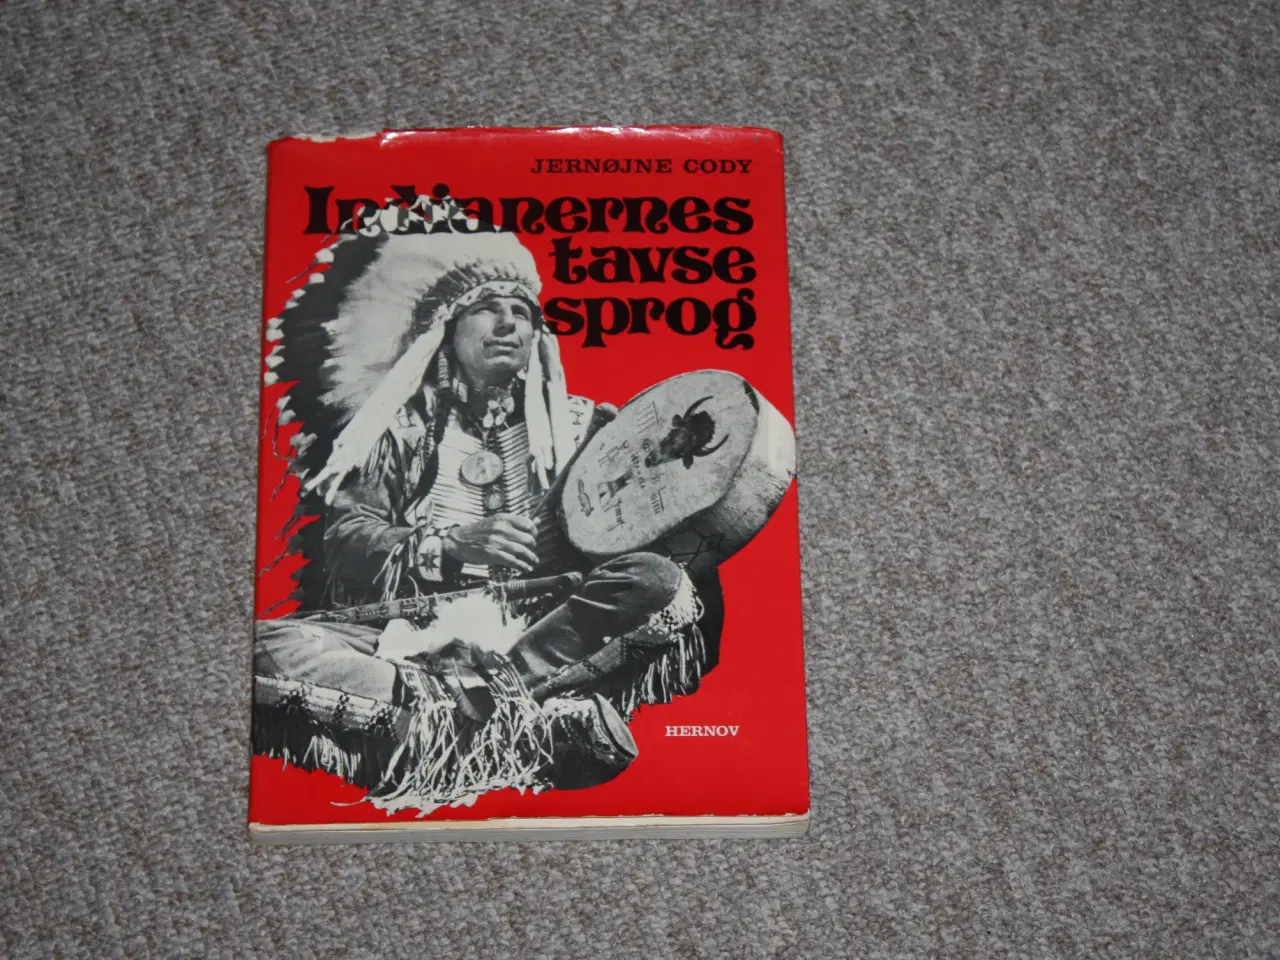 JERNØJNE CODY
Indianernes
tavse
sprog
HERNOV